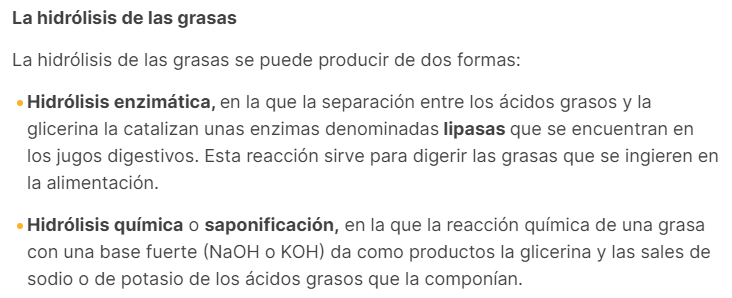 La hidrólisis de las grasas
La hidrólisis de las grasas se puede producir de dos formas:
• Hidrólisis enzimática, en la que la separación entre los ácidos grasos y la
glicerina la catalizan unas enzimas denominadas lipasas que se encuentran en
los jugos digestivos. Esta reacción sirve para digerir las grasas que se ingieren en
la alimentación.
• Hidrólisis química o saponificación, en la que la reacción química de una grasa
con una base fuerte (NaOH o KOH) da como productos la glicerina y las sales de
sodio o de potasio de los ácidos grasos que la componían.